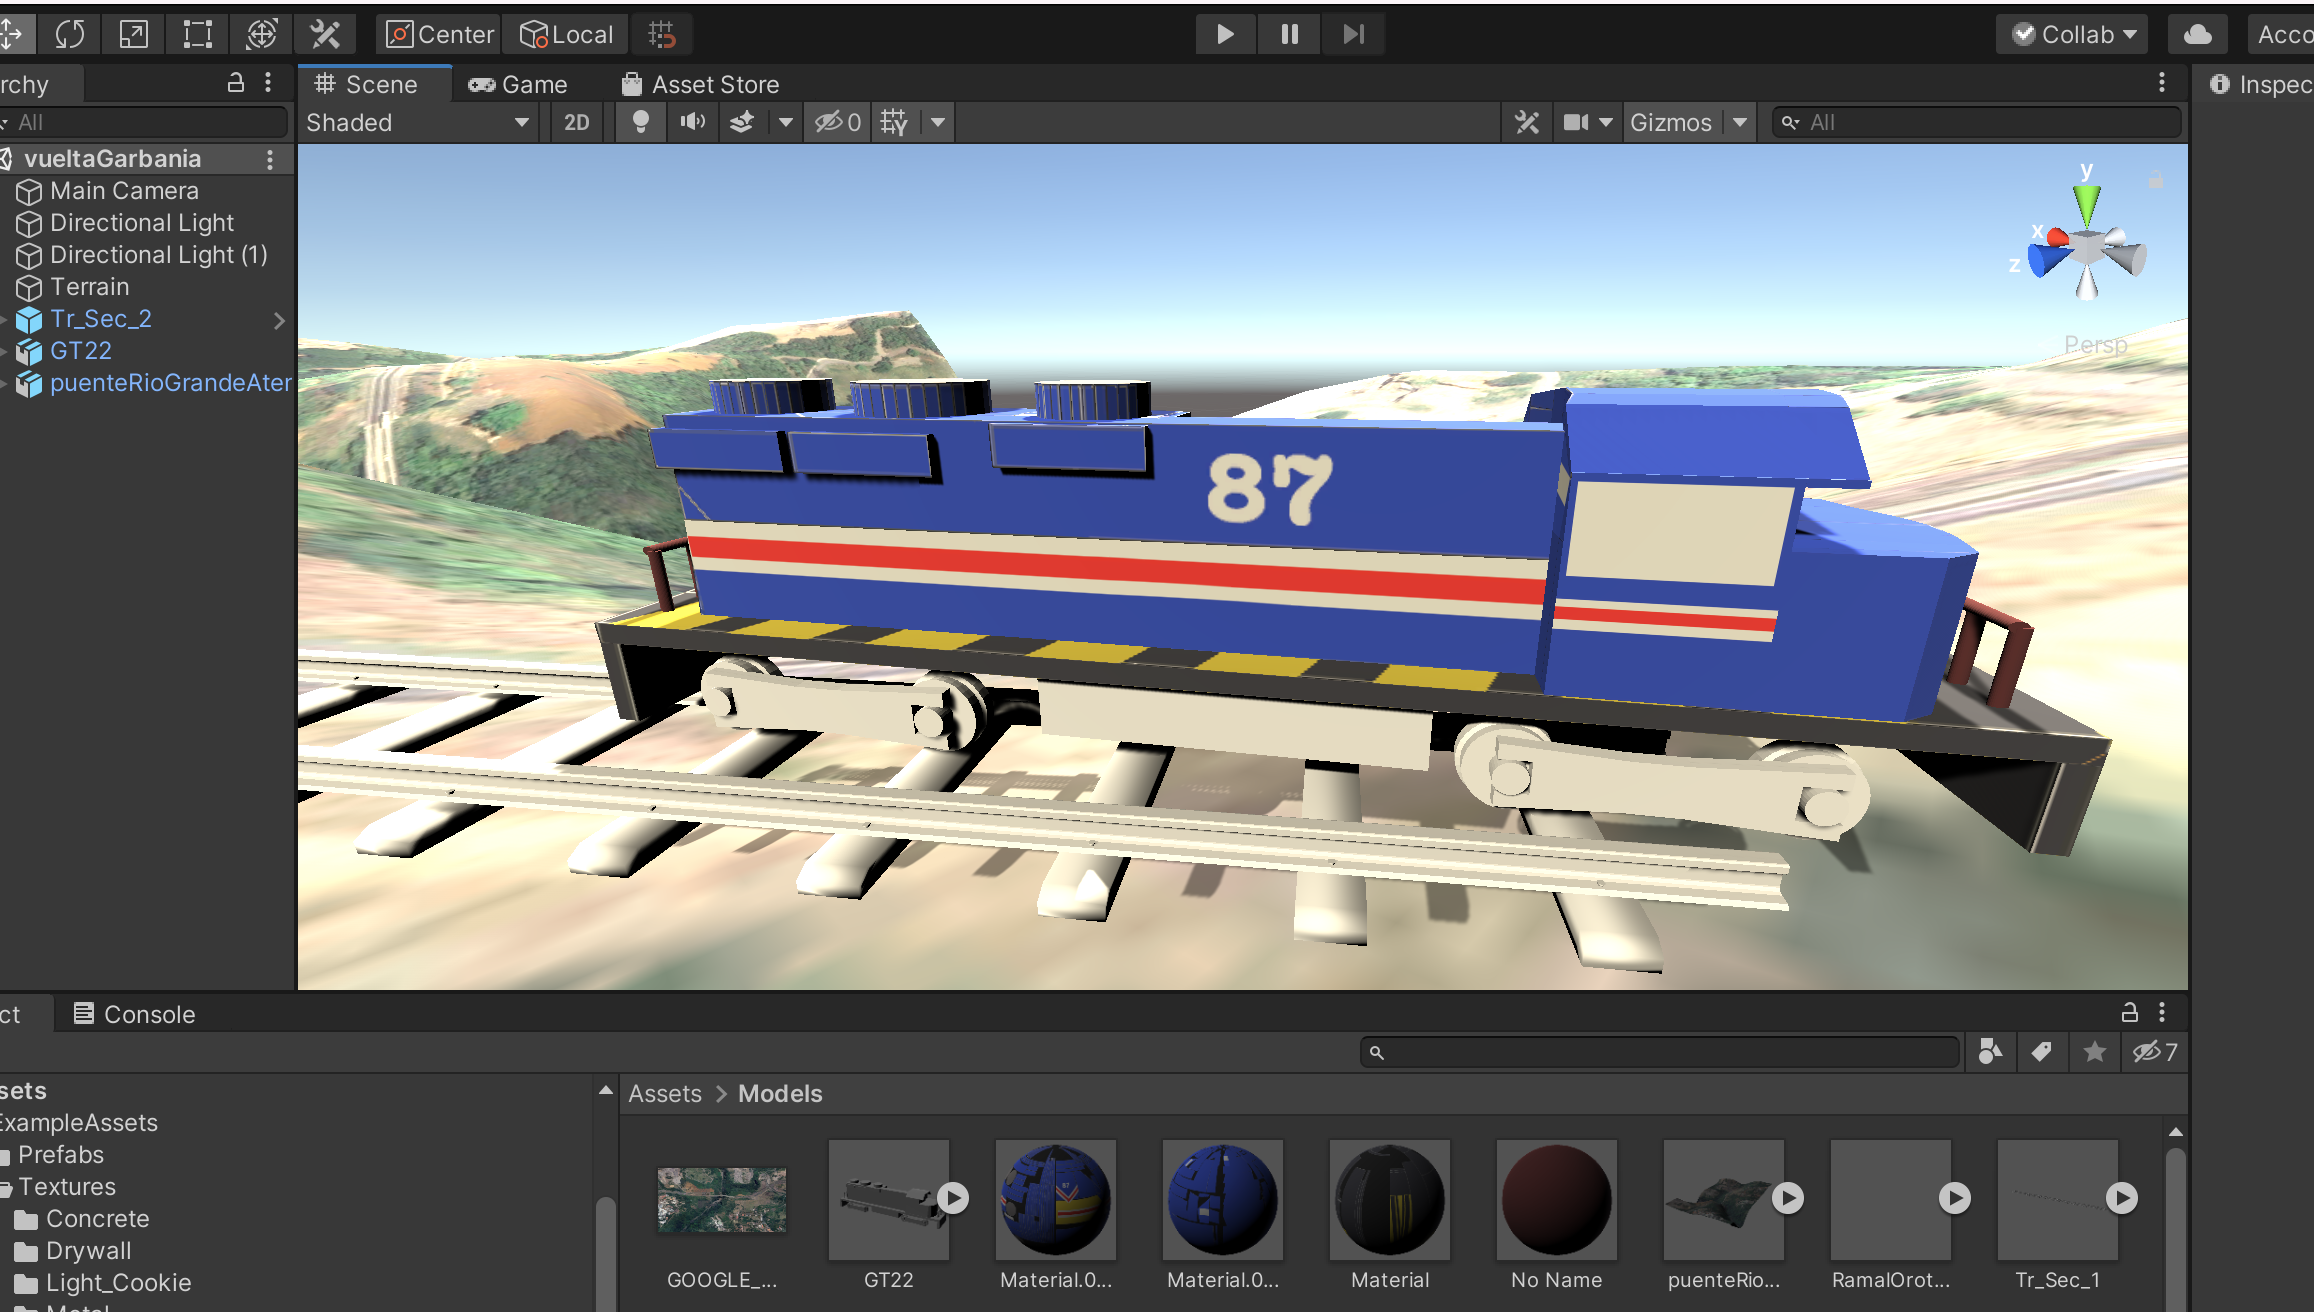 Center
Local
Collab
Acco
rchy
Scene
Game
Asset Store
Inspec
All
Shaded
2D
0
Gizmos
All
vueltaGarbania
Main Camera
Directional Light
Directional Light (1)
Terrain
Tr_Sec_2
GT22
puenteRioGrandeAter
y
x
z
Persp
87
ct
Console
7
sets
ExampleAssets
Prefabs
Textures
Concrete
Drywall
Light_Cookie
Metal
Assets > Models
GOOGLE_...
GT22
Material.0...
Material.0...
Material
No Name
puenteRio...
RamalOrot...
Tr_Sec_1